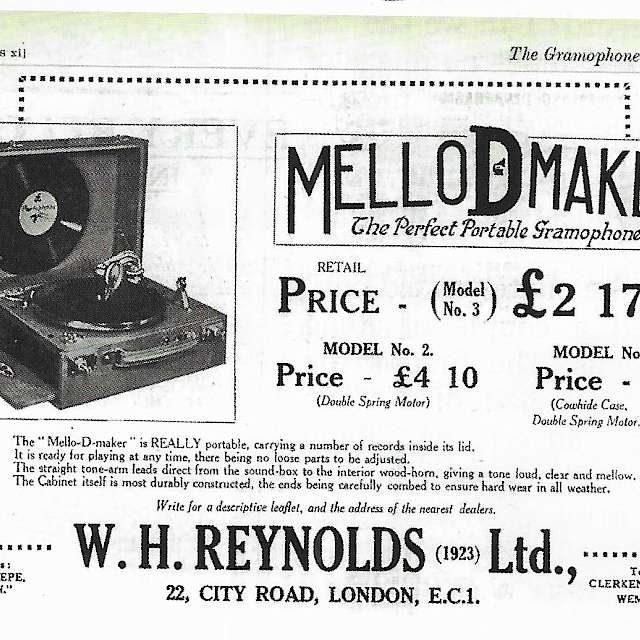 s xii
The Gramophone
MELLO D MAK
The Perfect Portable Gramophone
RETAIL
PRICE - (Model No. 3) £2 17
MODEL No. 2.
Price - £4 10
(Double Spring Motor)
MODEL No
Price -
(Cowhide Case,
Double Spring Motor.
The "Mello-D-maker" is REALLY portable, carrying a number of records inside its lid.
It is ready for playing at any time, there being no loose parts to be adjusted.
The straight tone-arm leads direct from the sound-box to the interior wood-horn, giving a tone loud, clear and mellow.
The Cabinet itself is most durably constructed, the ends being carefully combed to ensure hard wear in all weather.
Write for a descriptive leaflet, and the address of the nearest dealers.
W. H. REYNOLDS (1923) Ltd.,
22, CITY ROAD, LONDON, E.C.1.
s:
EPE,
N."
T
CLERKEN
WEN